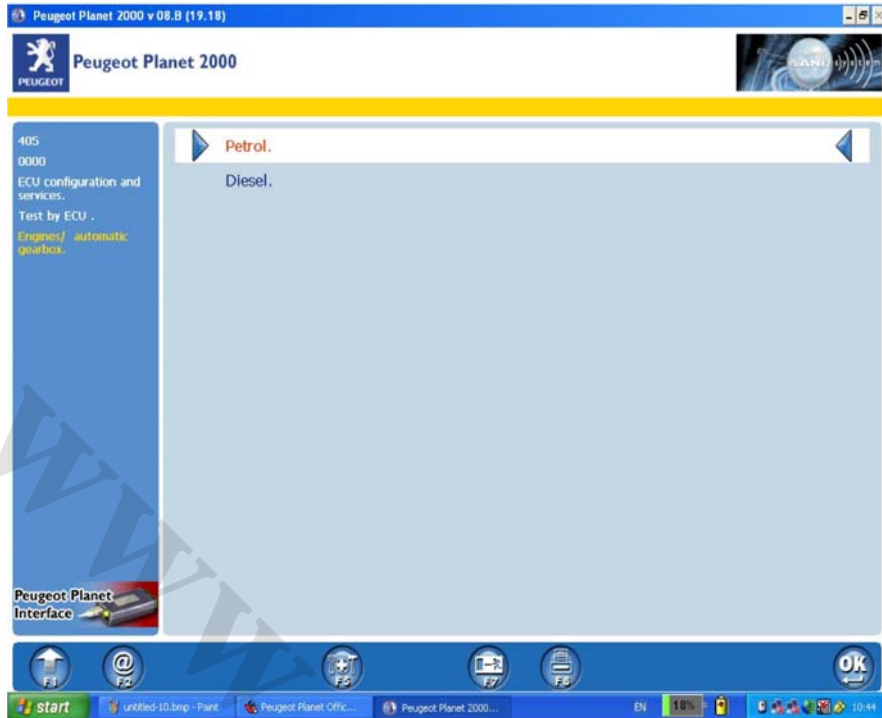 Peugeot Planet 2000 v 08.B (19.18)
PEUGEOT
Peugeot Planet 2000
405
0000
ECU configuration and
services.
Test by ECU .
Engines/ automatic
gearbox.
Petrol.
Diesel.
Peugeot Planet
Interface
F1
@
F2
F5
F7
F8
OK
start
untitled-10.bmp - Paint
Peugeot Planet Offic...
Peugeot Planet 2000...
EN
18%
10:44
WWW